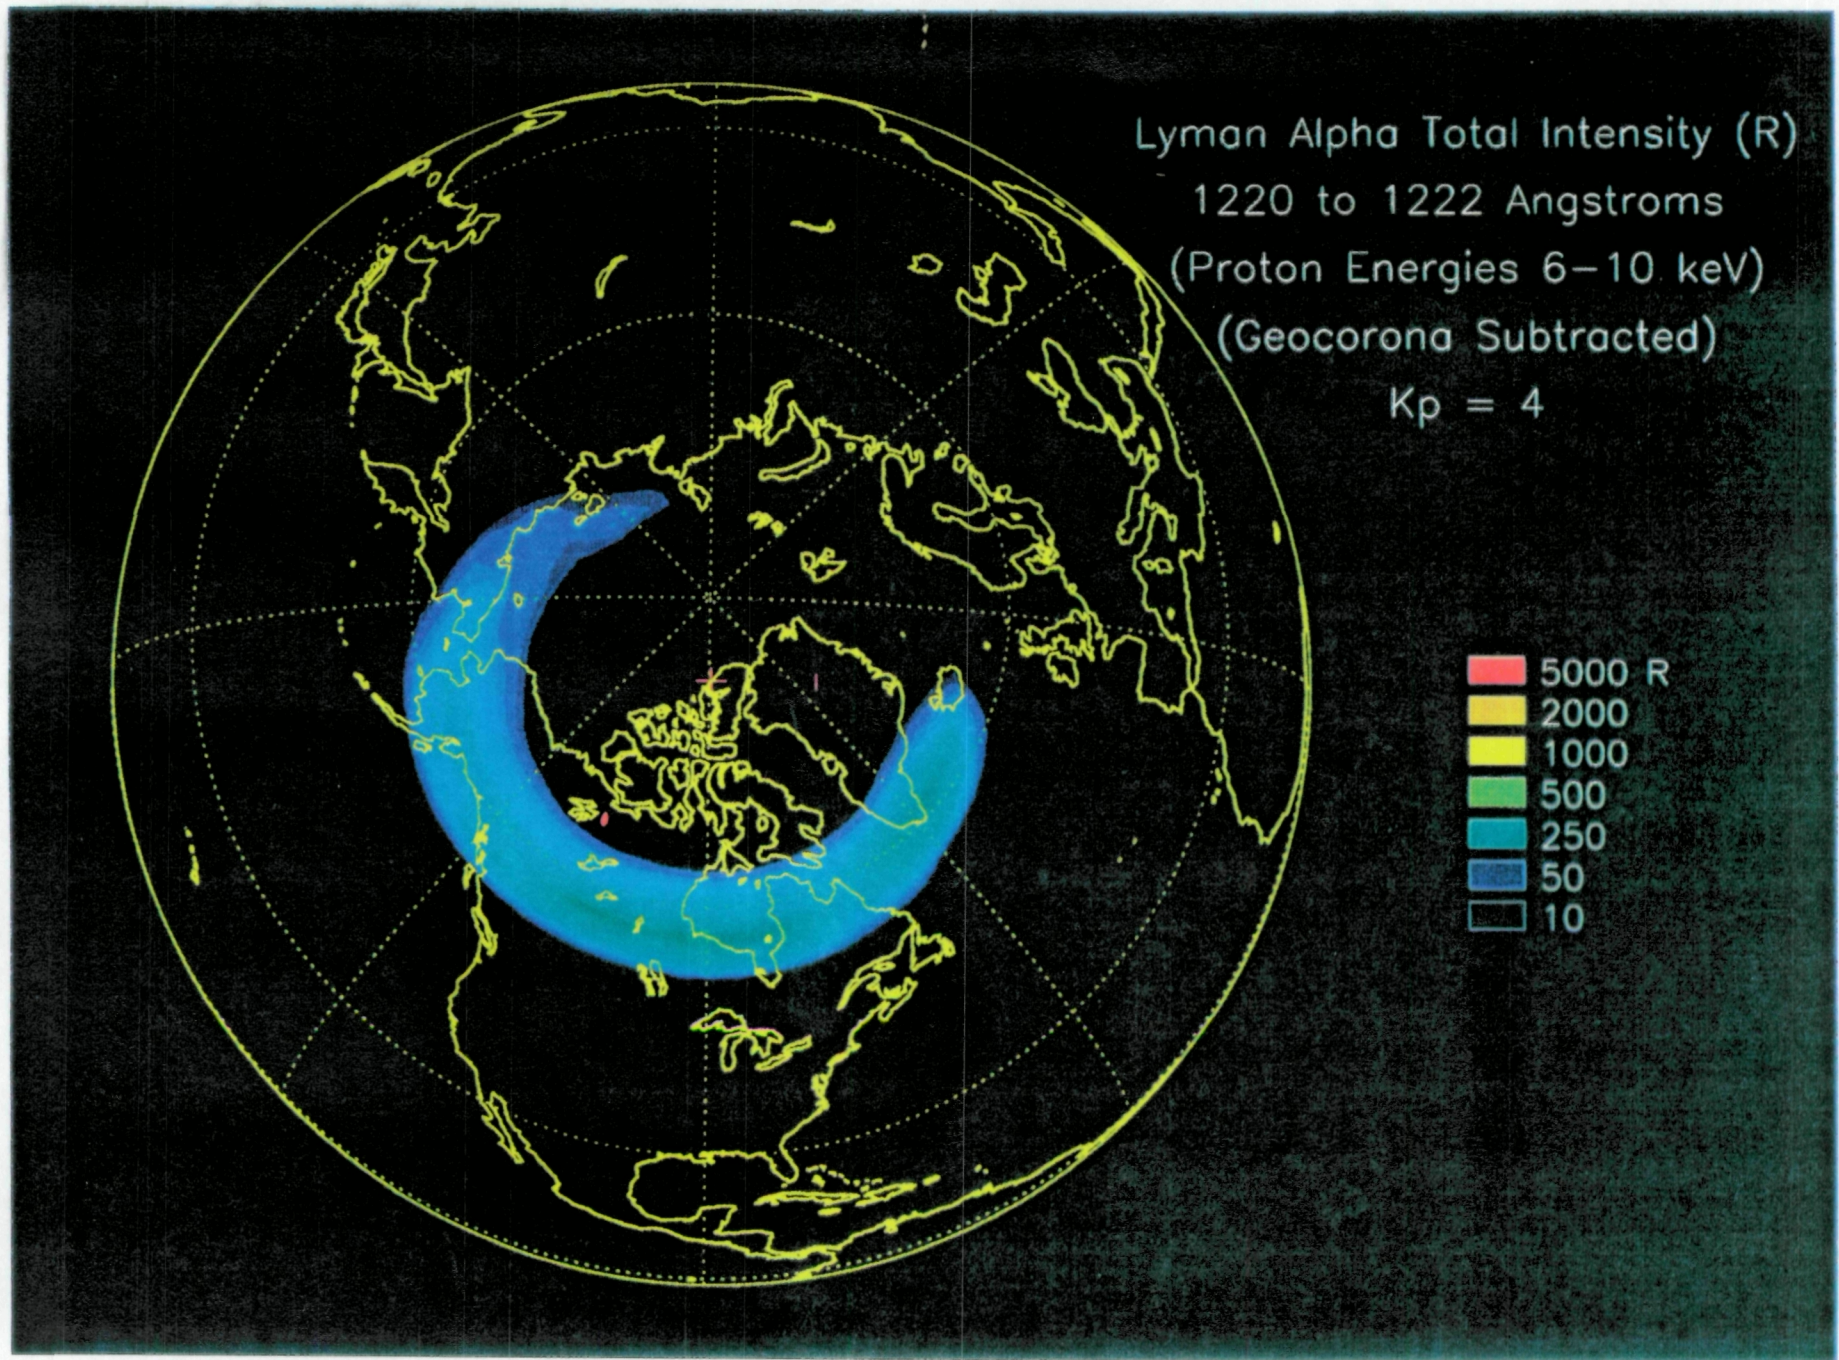 Lyman Alpha Total Intensity (R)
1220 to 1222 Angstroms
(Proton Energies 6-10 keV)
(Geocorona Subtracted)
Kp = 4
5000 R
2000
1000
500
250
50
10